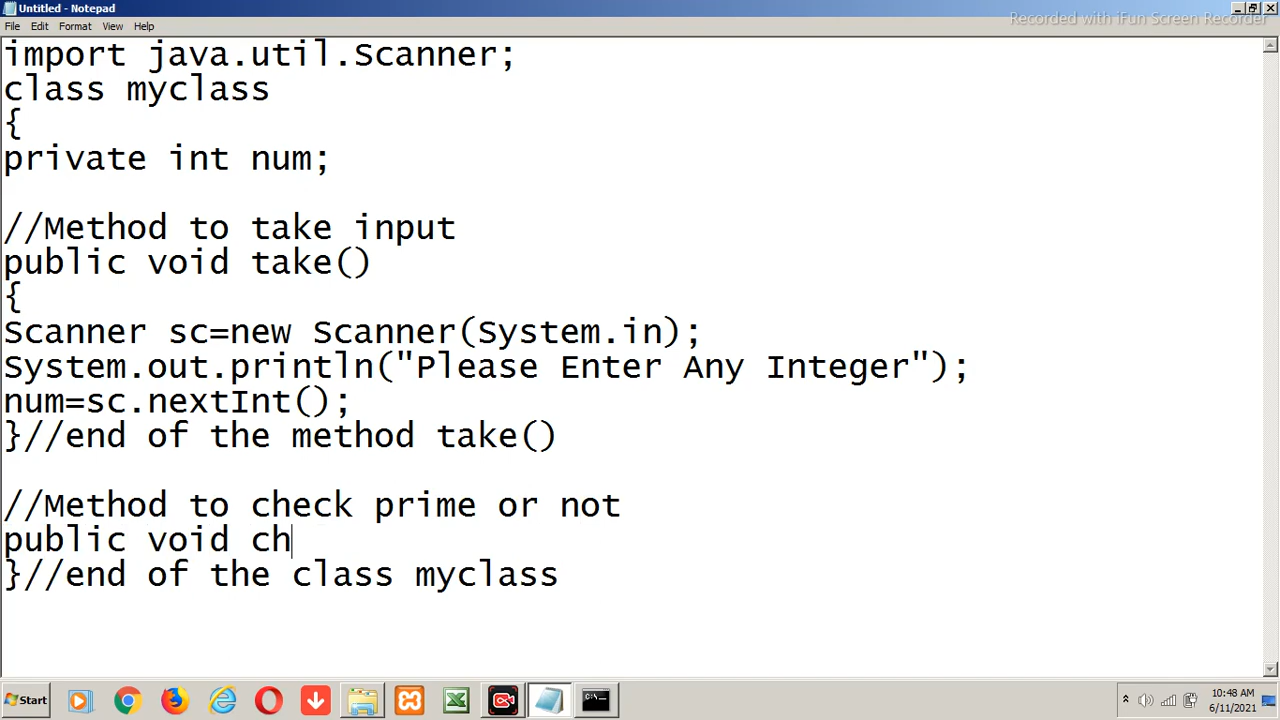 Untitled - Notepad
Recorded with iFun Screen Recorder
File Edit Format View Help
import java.util.Scanner;
class myclass
{
private int num;
//Method to take input
public void take()
{
Scanner sc=new Scanner(System.in);
System.out.println("Please Enter Any Integer");
num=sc.nextInt();
}//end of the method take()
//Method to check prime or not
public void ch
}//end of the class myclass
Start
10:48 AM
6/11/2021